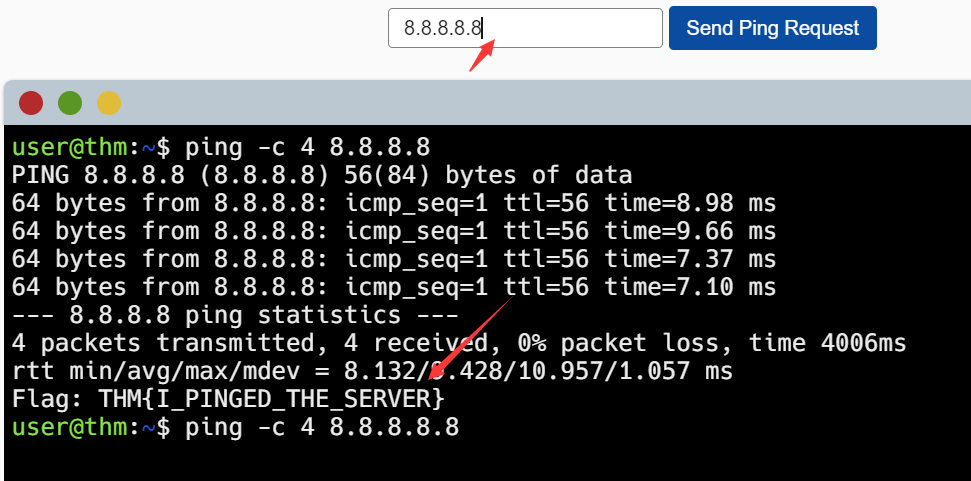 8.8.8.8.8
Send Ping Request
user@thm:~$ ping -c 4 8.8.8.8
PING 8.8.8.8 (8.8.8.8) 56(84) bytes of data
64 bytes from 8.8.8.8: icmp_seq=1 ttl=56 time=8.98 ms
64 bytes from 8.8.8.8: icmp_seq=1 ttl=56 time=9.66 ms
64 bytes from 8.8.8.8: icmp_seq=1 ttl=56 time=7.37 ms
64 bytes from 8.8.8.8: icmp_seq=1 ttl=56 time=7.10 ms
--- 8.8.8.8 ping statistics ---
4 packets transmitted, 4 received, 0% packet loss, time 4006ms
rtt min/avg/max/mdev = 8.132/9.428/10.957/1.057 ms
Flag: THM{I_PINGED_THE_SERVER}
user@thm:~$ ping -c 4 8.8.8.8.8